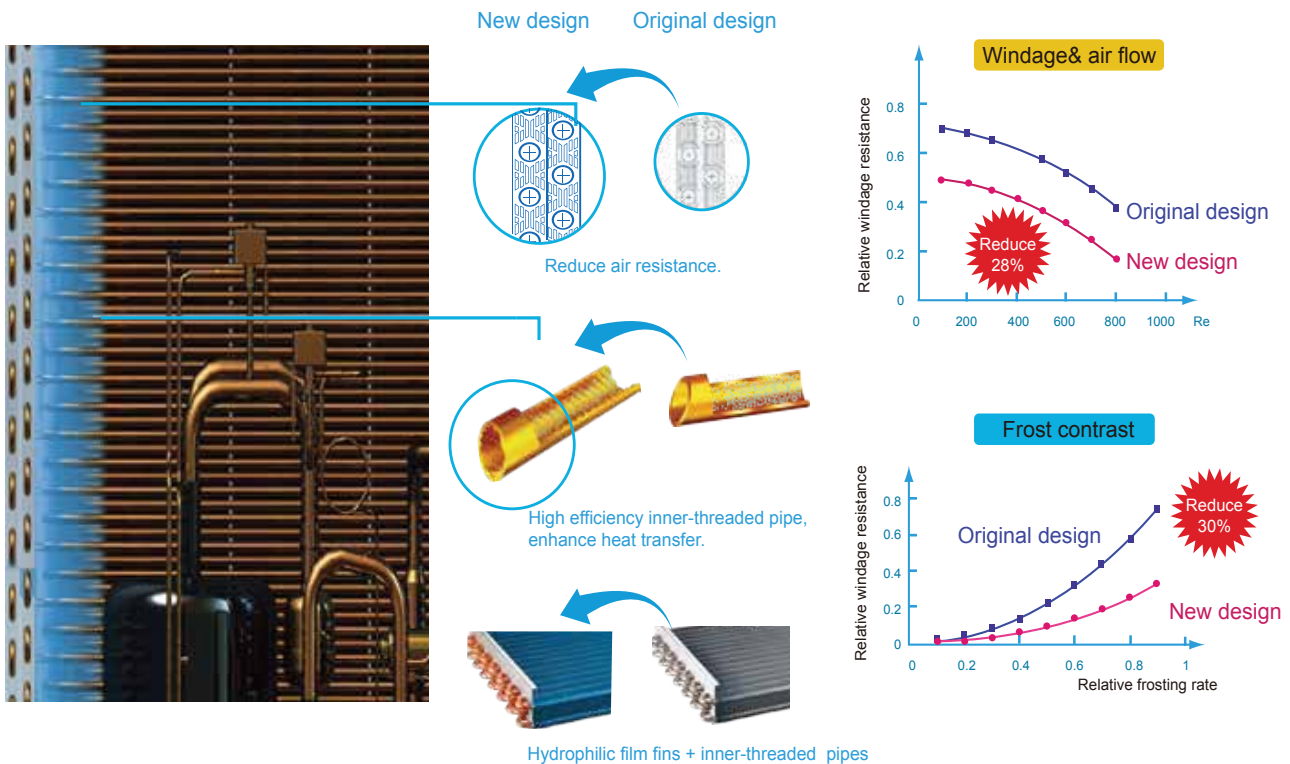 New design
Original design
Reduce air resistance.
High efficiency inner-threaded pipe,
enhance heat transfer.
Hydrophilic film fins + inner-threaded pipes
Windage& air flow
Relative windage resistance
0.8
0.6
0.4
0.2
0
0
200
400
600
800
1000
Re
Original design
New design
Reduce
28%
Frost contrast
Relative windage resistance
0.8
0.6
0.4
0.2
0
0
0.2
0.4
0.6
0.8
1
Relative frosting rate
Original design
New design
Reduce
30%